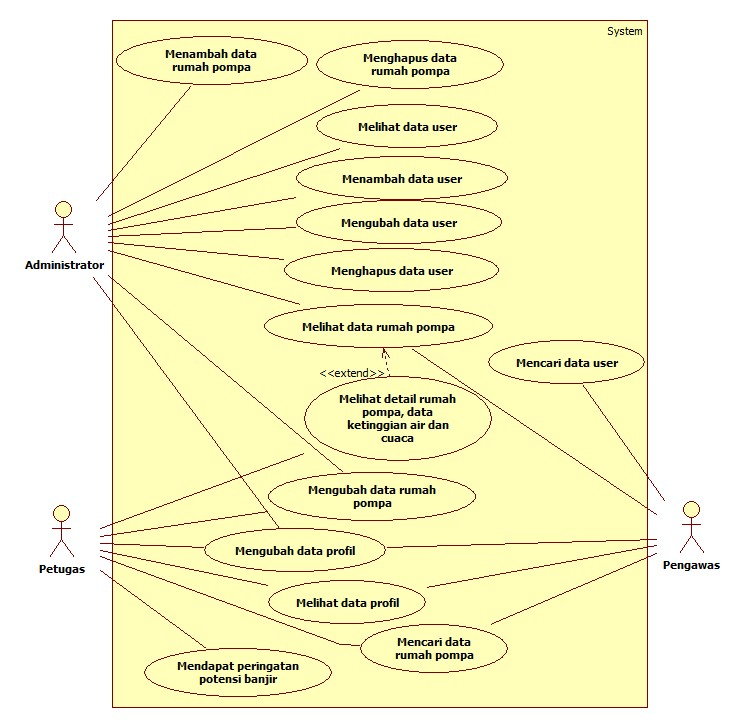 System
Menambah data
rumah pompa
Menghapus data
rumah pompa
Melihat data user
Menambah data user
Mengubah data user
Administrator
Menghapus data user
Melihat data rumah pompa
Mencari data user
<<extend>>
Melihat detail rumah
pompa, data
ketinggian air dan
cuaca
Mengubah data rumah
pompa
Mengubah data profil
Petugas
Pengawas
Melihat data profil
Mencari data
rumah pompa
Mendapat peringatan
potensi banjir